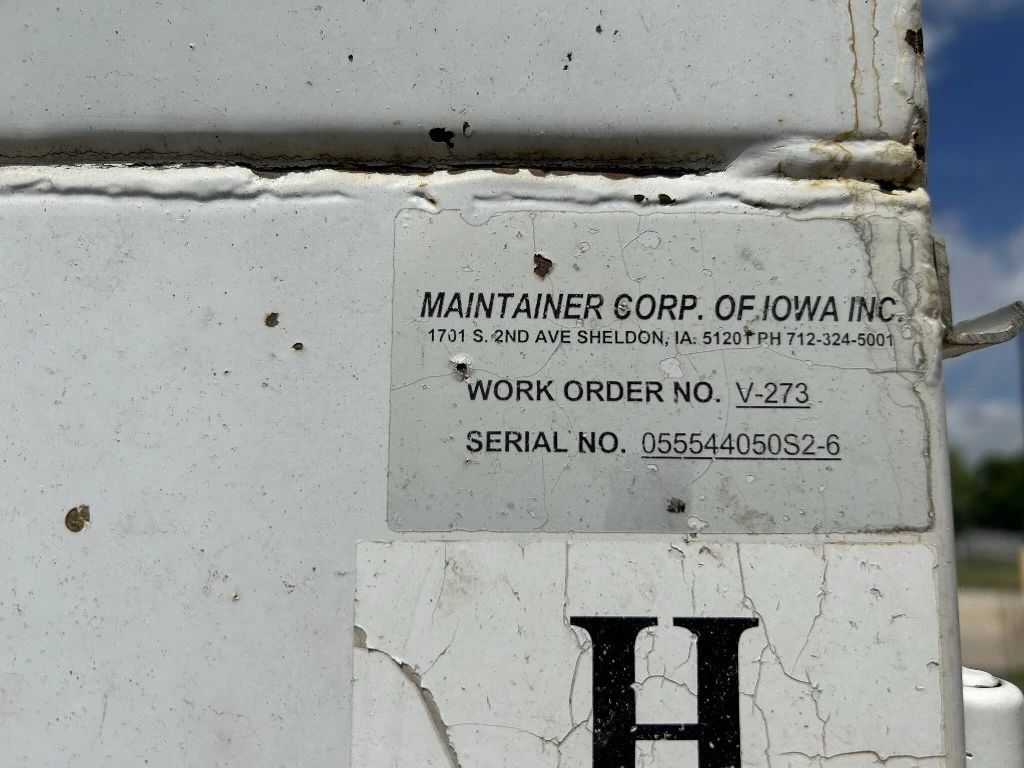 MAINTAINER CORP. OF IOWA INC.
1701 S. 2ND AVE SHELDON, IA. 51201 PH 712-324-5001
WORK ORDER NO. V-273
SERIAL NO. 055544050S2-6
H